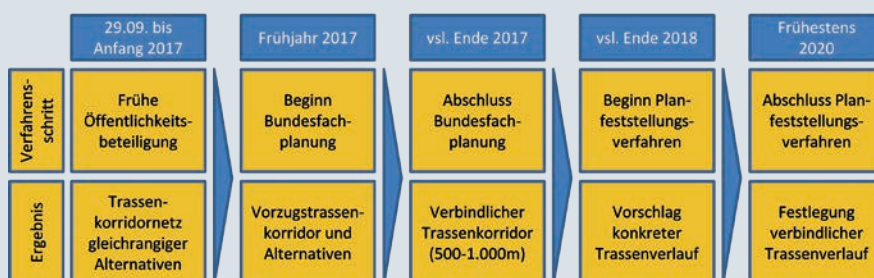 29.09. bis
Anfang 2017
Frühjahr 2017
vsl. Ende 2017
vsl. Ende 2018
Frühestens
2020
Verfahrens-
schritt
Frühe
Öffentlichkeits-
beteiligung
Beginn
Bundesfach-
planung
Abschluss
Bundesfach-
planung
Beginn Plan-
feststellungs-
verfahren
Abschluss Plan-
feststellungs-
verfahren
Ergebnis
Trassen-
korridornetz
gleichrangiger
Alternativen
Vorzugstrassen-
korridor und
Alternativen
Verbindlicher
Trassenkorridor
(500-1.000m)
Vorschlag
konkreter
Trassenverlauf
Festlegung
verbindlicher
Trassenverlauf